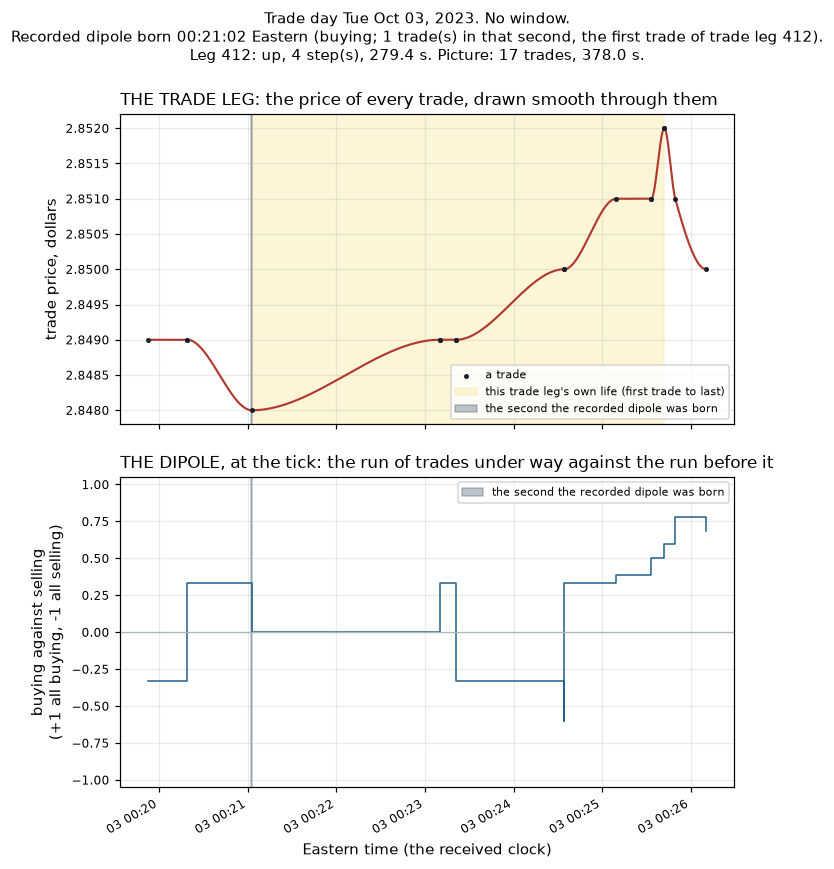 Trade day Tue Oct 03, 2023. No window.
Recorded dipole born 00:21:02 Eastern (buying; 1 trade(s) in that second, the first trade of trade leg 412).
Leg 412: up, 4 step(s), 279.4 s. Picture: 17 trades, 378.0 s.
THE TRADE LEG: the price of every trade, drawn smooth through them
trade price, dollars
2.8520
2.8515
2.8510
2.8505
2.8500
2.8495
2.8490
2.8485
2.8480
a trade
this trade leg's own life (first trade to last)
the second the recorded dipole was born
THE DIPOLE, at the tick: the run of trades under way against the run before it
buying against selling
(+1 all buying, -1 all selling)
1.00
0.75
0.50
0.25
0.00
−0.25
−0.50
−0.75
−1.00
the second the recorded dipole was born
03 00:20
03 00:21
03 00:22
03 00:23
03 00:24
03 00:25
03 00:26
Eastern time (the received clock)